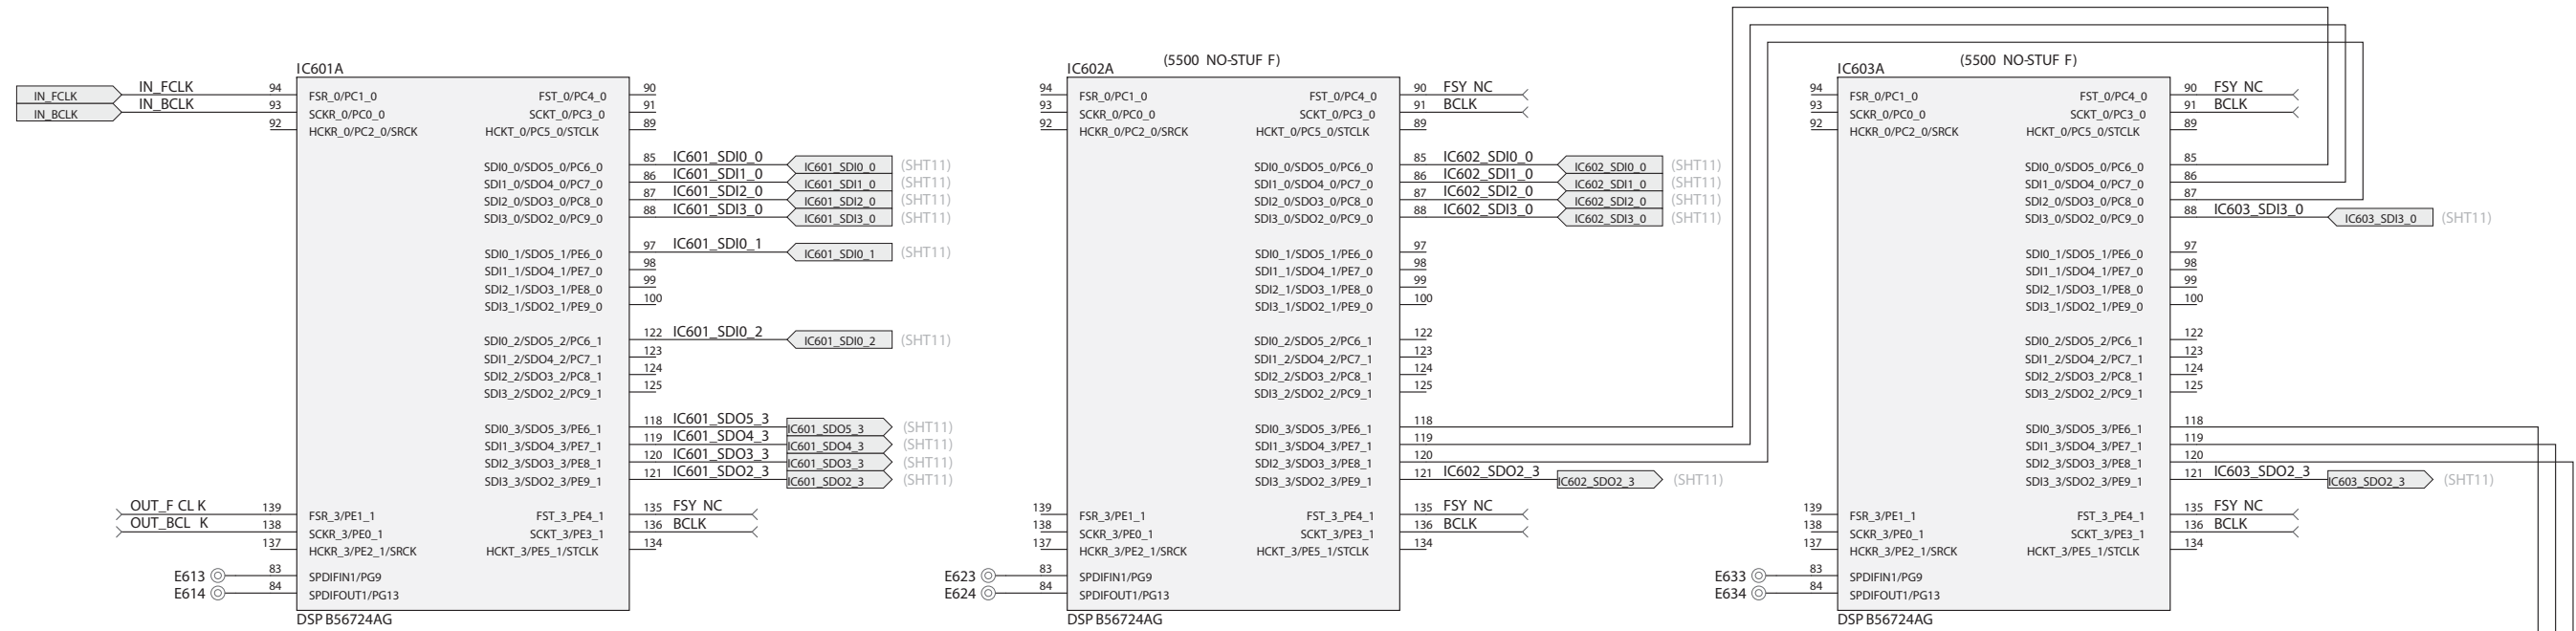 (5500 NO-STUF F)
(5500 NO-STUF F)
IC601A
IN_FCLK
IN_BCLK
IN_FCLK
IN_BCLK
94
93
92
FSR_0/PC1_0
SCKR_0/PC0_0
HCKR_0/PC2_0/SRCK
FST_0/PC4_0
SCKT_0/PC3_0
HCKT_0/PC5_0/STCLK
90
91
89
SDI0_0/SDO5_0/PC6_0
SDI1_0/SDO4_0/PC7_0
SDI2_0/SDO3_0/PC8_0
SDI3_0/SDO2_0/PC9_0
85 IC601_SDI0_0 IC601_SDI0_0 (SHT11)
86 IC601_SDI1_0 IC601_SDI1_0 (SHT11)
87 IC601_SDI2_0 IC601_SDI2_0 (SHT11)
88 IC601_SDI3_0 IC601_SDI3_0 (SHT11)
SDI0_1/SDO5_1/PE6_0
SDI1_1/SDO4_1/PE7_0
SDI2_1/SDO3_1/PE8_0
SDI3_1/SDO2_1/PE9_0
97 IC601_SDI0_1 IC601_SDI0_1 (SHT11)
98
99
100
SDI0_2/SDO5_2/PC6_1
SDI1_2/SDO4_2/PC7_1
SDI2_2/SDO3_2/PC8_1
SDI3_2/SDO2_2/PC9_1
122 IC601_SDI0_2 IC601_SDI0_2 (SHT11)
123
124
125
SDI0_3/SDO5_3/PE6_1
SDI1_3/SDO4_3/PE7_1
SDI2_3/SDO3_3/PE8_1
SDI3_3/SDO2_3/PE9_1
118 IC601_SDO5_3 IC601_SDO5_3 (SHT11)
119 IC601_SDO4_3 IC601_SDO4_3 (SHT11)
120 IC601_SDO3_3 IC601_SDO3_3 (SHT11)
121 IC601_SDO2_3 IC601_SDO2_3 (SHT11)
OUT_F CL K 139
OUT_BCL K 138
137
FSR_3/PE1_1
SCKR_3/PE0_1
HCKR_3/PE2_1/SRCK
FST_3_PE4_1
SCKT_3/PE3_1
HCKT_3/PE5_1/STCLK
135 FSY NC
136 BCLK
134
E613 83 SPDIFIN1/PG9
E614 84 SPDIFOUT1/PG13
DSP B56724AG
IC602A
94
93
92
FSR_0/PC1_0
SCKR_0/PC0_0
HCKR_0/PC2_0/SRCK
FST_0/PC4_0
SCKT_0/PC3_0
HCKT_0/PC5_0/STCLK
90 FSY NC
91 BCLK
89
SDI0_0/SDO5_0/PC6_0
SDI1_0/SDO4_0/PC7_0
SDI2_0/SDO3_0/PC8_0
SDI3_0/SDO2_0/PC9_0
85 IC602_SDI0_0 IC602_SDI0_0 (SHT11)
86 IC602_SDI1_0 IC602_SDI1_0 (SHT11)
87 IC602_SDI2_0 IC602_SDI2_0 (SHT11)
88 IC602_SDI3_0 IC602_SDI3_0 (SHT11)
SDI0_1/SDO5_1/PE6_0
SDI1_1/SDO4_1/PE7_0
SDI2_1/SDO3_1/PE8_0
SDI3_1/SDO2_1/PE9_0
97
98
99
100
SDI0_2/SDO5_2/PC6_1
SDI1_2/SDO4_2/PC7_1
SDI2_2/SDO3_2/PC8_1
SDI3_2/SDO2_2/PC9_1
122
123
124
125
SDI0_3/SDO5_3/PE6_1
SDI1_3/SDO4_3/PE7_1
SDI2_3/SDO3_3/PE8_1
SDI3_3/SDO2_3/PE9_1
118
119
120
121 IC602_SDO2_3 IC602_SDO2_3 (SHT11)
139
138
137
FSR_3/PE1_1
SCKR_3/PE0_1
HCKR_3/PE2_1/SRCK
FST_3_PE4_1
SCKT_3/PE3_1
HCKT_3/PE5_1/STCLK
135 FSY NC
136 BCLK
134
E623 83 SPDIFIN1/PG9
E624 84 SPDIFOUT1/PG13
DSP B56724AG
IC603A
94
93
92
FSR_0/PC1_0
SCKR_0/PC0_0
HCKR_0/PC2_0/SRCK
FST_0/PC4_0
SCKT_0/PC3_0
HCKT_0/PC5_0/STCLK
90 FSY NC
91 BCLK
89
SDI0_0/SDO5_0/PC6_0
SDI1_0/SDO4_0/PC7_0
SDI2_0/SDO3_0/PC8_0
SDI3_0/SDO2_0/PC9_0
85
86
87
88 IC603_SDI3_0 IC603_SDI3_0 (SHT11)
SDI0_1/SDO5_1/PE6_0
SDI1_1/SDO4_1/PE7_0
SDI2_1/SDO3_1/PE8_0
SDI3_1/SDO2_1/PE9_0
97
98
99
100
SDI0_2/SDO5_2/PC6_1
SDI1_2/SDO4_2/PC7_1
SDI2_2/SDO3_2/PC8_1
SDI3_2/SDO2_2/PC9_1
122
123
124
125
SDI0_3/SDO5_3/PE6_1
SDI1_3/SDO4_3/PE7_1
SDI2_3/SDO3_3/PE8_1
SDI3_3/SDO2_3/PE9_1
118
119
120
121 IC603_SDO2_3 IC603_SDO2_3 (SHT11)
139
138
137
FSR_3/PE1_1
SCKR_3/PE0_1
HCKR_3/PE2_1/SRCK
FST_3_PE4_1
SCKT_3/PE3_1
HCKT_3/PE5_1/STCLK
135 FSY NC
136 BCLK
134
E633 83 SPDIFIN1/PG9
E634 84 SPDIFOUT1/PG13
DSP B56724AG